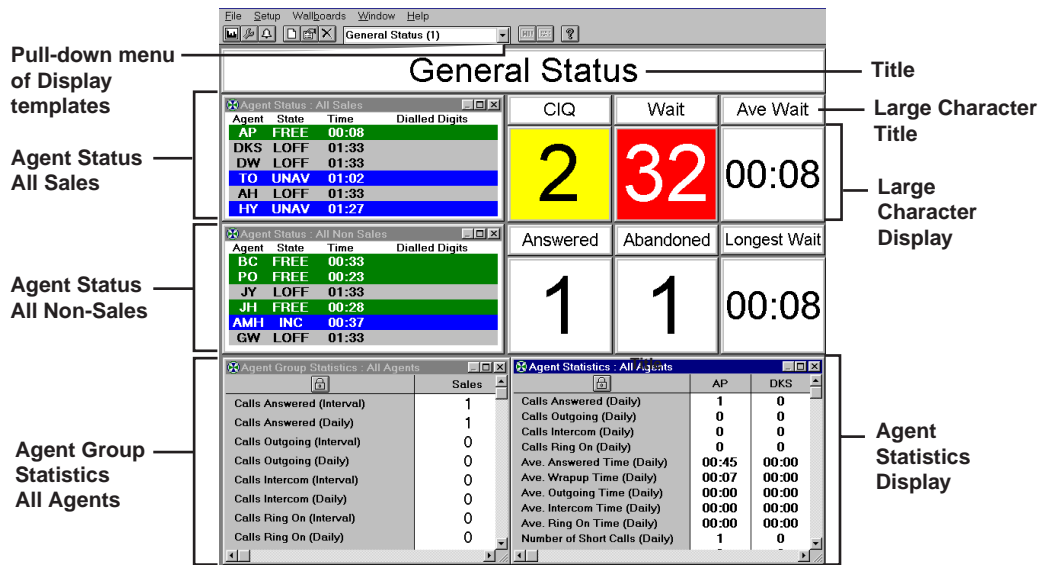 File Setup Wallboards Window Help
General Status (1)
Pull-down menu
of Display
templates
General Status
Title
Agent Status : All Sales
Agent State Time Dialled Digits
AP FREE 00:08
DKS LOFF 01:33
DW LOFF 01:33
TO UNAV 01:02
AH LOFF 01:33
HY UNAV 01:27
Agent Status
All Sales
CIQ Wait Ave Wait
2 32 00:08
Large Character
Title
Large
Character
Display
Agent Status : All Non Sales
Agent State Time Dialled Digits
BC FREE 00:33
PO FREE 00:23
JY LOFF 01:33
JH FREE 00:28
AMH INC 00:37
GW LOFF 01:33
Agent Status
All Non-Sales
Answered Abandoned Longest Wait
1 1 00:08
Agent Group Statistics : All Agents
Sales
Calls Answered (Interval) 1
Calls Answered (Daily) 1
Calls Outgoing (Interval) 0
Calls Outgoing (Daily) 0
Calls Intercom (Interval) 0
Calls Intercom (Daily) 0
Calls Ring On (Interval) 0
Calls Ring On (Daily) 0
Agent Group
Statistics
All Agents
Title
Agent Statistics : All Agents
AP DKS
Calls Answered (Daily) 1 0
Calls Outgoing (Daily) 0 0
Calls Intercom (Daily) 0 0
Calls Ring On (Daily) 0 0
Ave. Answered Time (Daily) 00:45 00:00
Ave. Wrapup Time (Daily) 00:07 00:00
Ave. Outgoing Time (Daily) 00:00 00:00
Ave. Intercom Time (Daily) 00:00 00:00
Ave. Ring On Time (Daily) 00:00 00:00
Number of Short Calls (Daily) 1 0
Agent
Statistics
Display